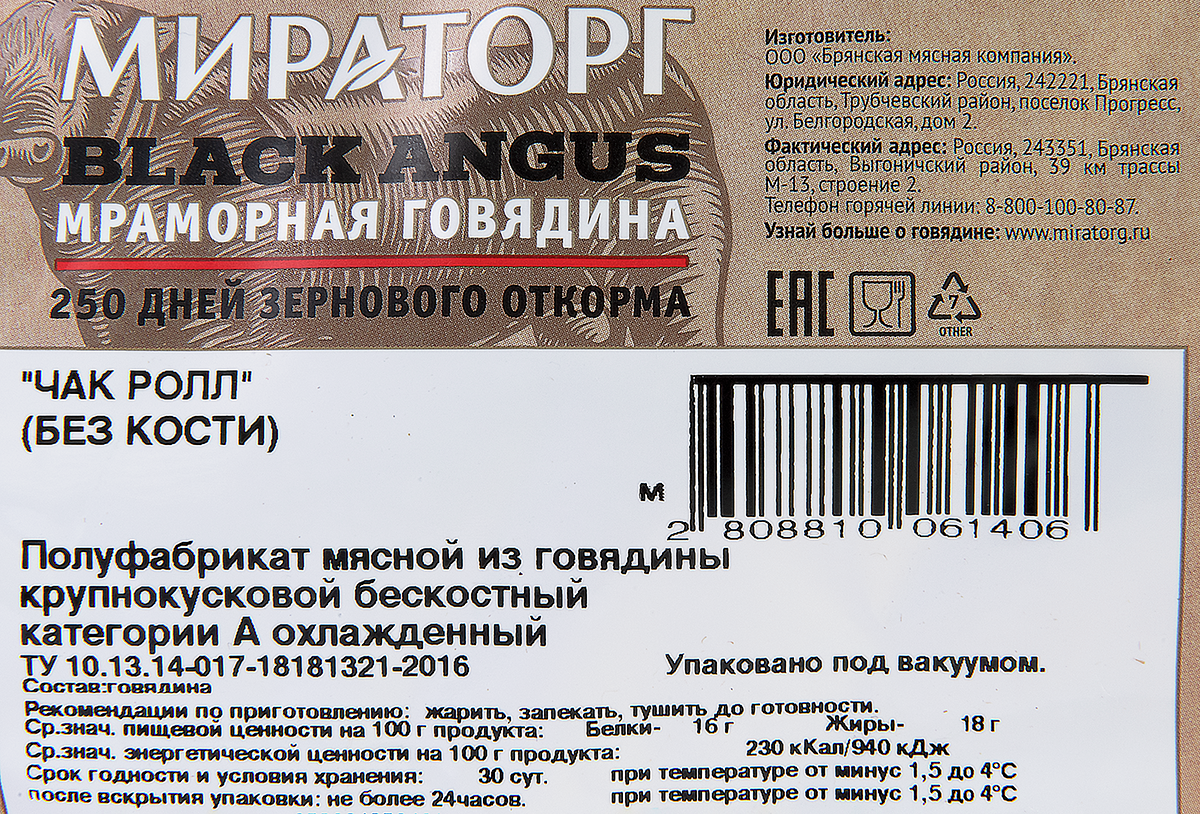 МИРАТОРГ
BLACK ANGUS
МРАМОРНАЯ ГОВЯДИНА
250 ДНЕЙ ЗЕРНОВОГО ОТКОРМА
Изготовитель:
ООО «Брянская мясная компания».
Юридический адрес: Россия, 242221, Брянская
область, Трубчевский район, поселок Прогресс,
ул. Белгородская, дом 2.
Фактический адрес: Россия, 243351, Брянская
область, Выгоничский район, 39 км трассы
М-13, строение 2.
Телефон горячей линии: 8-800-100-80-87.
Узнай больше о говядине: www.miratorg.ru
EAC
7
OTHER
"ЧАК РОЛЛ"
(БЕЗ КОСТИ)
М
2 808810 061406
Полуфабрикат мясной из говядины
крупнокусковой бескостный
категории А охлажденный
ТУ 10.13.14-017-18181321-2016
Упаковано под вакуумом.
Состав:говядина
Рекомендации по приготовлению: жарить, запекать, тушить до готовности.
Ср.знач. пищевой ценности на 100 г продукта: Белки- 16 г Жиры- 18 г
Ср.знач. энергетической ценности на 100 г продукта: 230 кКал/940 кДж
Срок годности и условия хранения: 30 сут. при температуре от минус 1,5 до 4°С
после вскрытия упаковки: не более 24часов. при температуре от минус 1,5 до 4°С